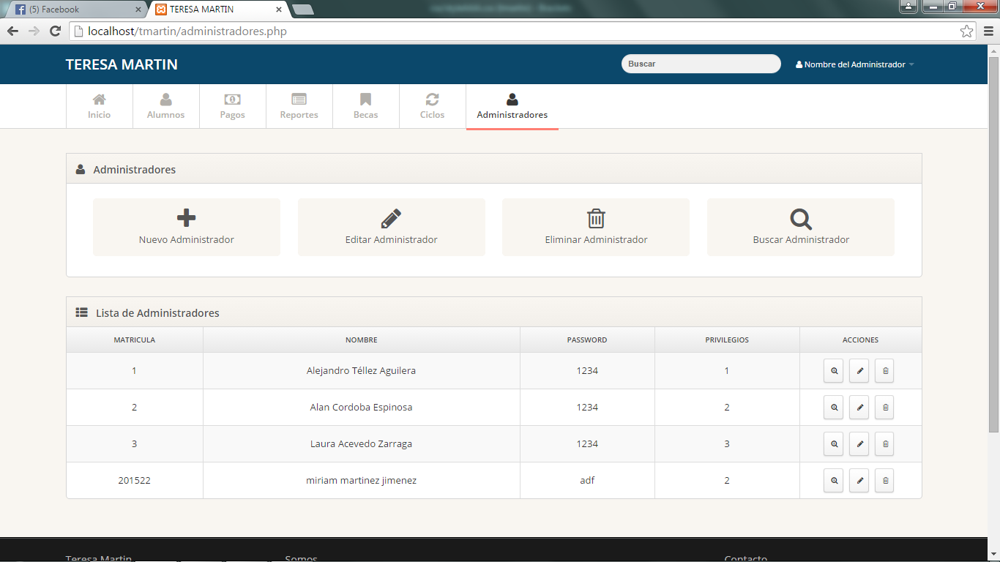 (5) Facebook
TERESA MARTIN
localhost/tmartin/administradores.php
TERESA MARTIN
Buscar
Nombre del Administrador
Inicio
Alumnos
Pagos
Reportes
Becas
Ciclos
Administradores
Administradores
Nuevo Administrador
Editar Administrador
Eliminar Administrador
Buscar Administrador
Lista de Administradores
MATRICULA NOMBRE PASSWORD PRIVILEGIOS ACCIONES
1 Alejandro Téllez Aguilera 1234 1
2 Alan Cordoba Espinosa 1234 2
3 Laura Acevedo Zarraga 1234 3
201522 miriam martinez jimenez adf 2
Teresa Martin Somos Contacto